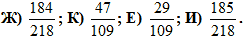 Ж) 184/218; К) 47/109; Е) 29/109; И) 185/218.